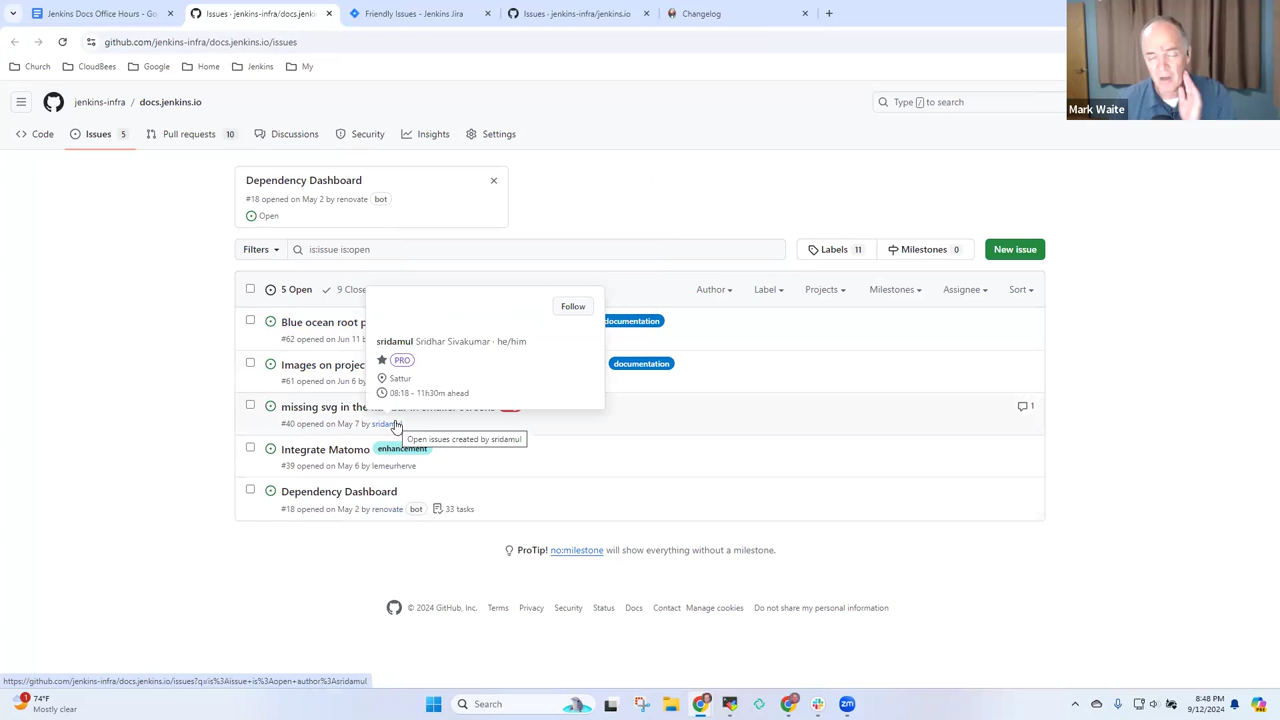 Jenkins Docs Office Hours - Go
Issues · jenkins-infra/docs.jenk
Friendly Issues - Jenkins Jira
Issues · jenkins-infra/jenkins.io
Changelog
github.com/jenkins-infra/docs.jenkins.io/issues
Church
CloudBees
Google
Home
Jenkins
My
Mark Waite
jenkins-infra / docs.jenkins.io
Type / to search
Code
Issues 5
Pull requests 10
Discussions
Security
Insights
Settings
Dependency Dashboard
#18 opened on May 2 by renovate bot
Open
Filters
is:issue is:open
Labels 11
Milestones 0
New issue
5 Open
9 Close
Author
Label
Projects
Milestones
Assignee
Sort
Follow
sridamul Sridhar Sivakumar · he/him
PRO
Sattur
08:18 - 11h30m ahead
Blue ocean root p
documentation
#62 opened on Jun 11
Images on projec
documentation
#61 opened on Jun 6 by
missing svg in the
1
#40 opened on May 7 by sridamul
Open issues created by sridamul
Integrate Matomo enhancement
#39 opened on May 6 by lemeurherve
Dependency Dashboard
#18 opened on May 2 by renovate bot 33 tasks
ProTip! no:milestone will show everything without a milestone.
© 2024 GitHub, Inc. Terms Privacy Security Status Docs Contact Manage cookies Do not share my personal information
https://github.com/jenkins-infra/docs.jenkins.io/issues?q=is%3Aissue+is%3Aopen+author%3Asridamul
1
74°F
Mostly clear
Search
8:48 PM
9/12/2024